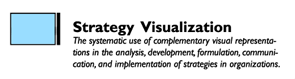 Strategy Visualization
The systematic use of complementary visual representa-
tions in the analysis, development, formulation, communi-
cation, and implementation of strategies in organizations.